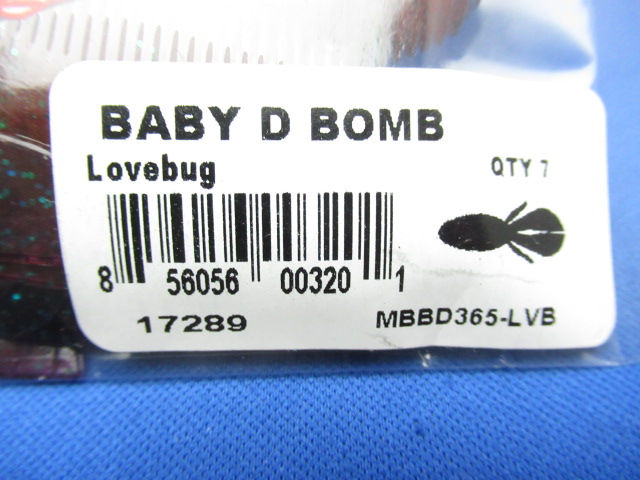 BABY D BOMB
Lovebug QTY 7
8 56056 00320 1
17289 MBBD365-LVB